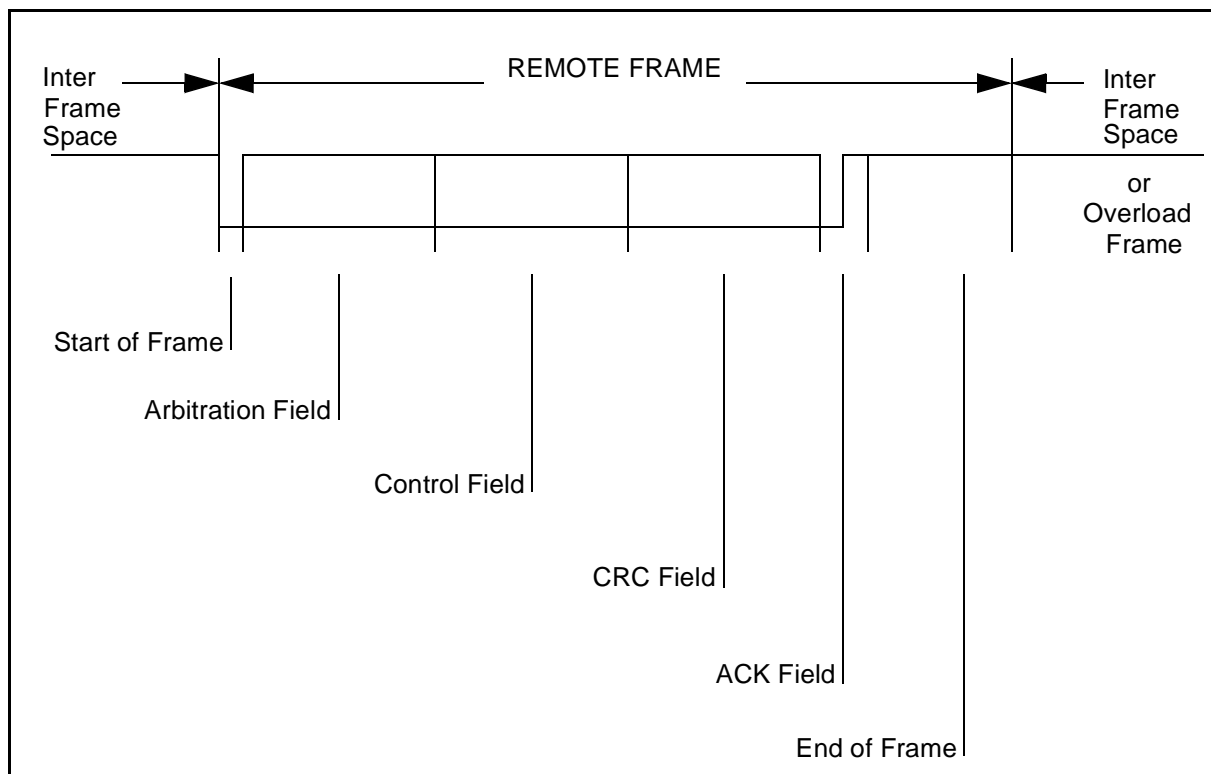 REMOTE FRAME
Inter
Frame
Space
Inter
Frame
Space
or
Overload
Frame
Start of Frame
Arbitration Field
Control Field
CRC Field
ACK Field
End of Frame